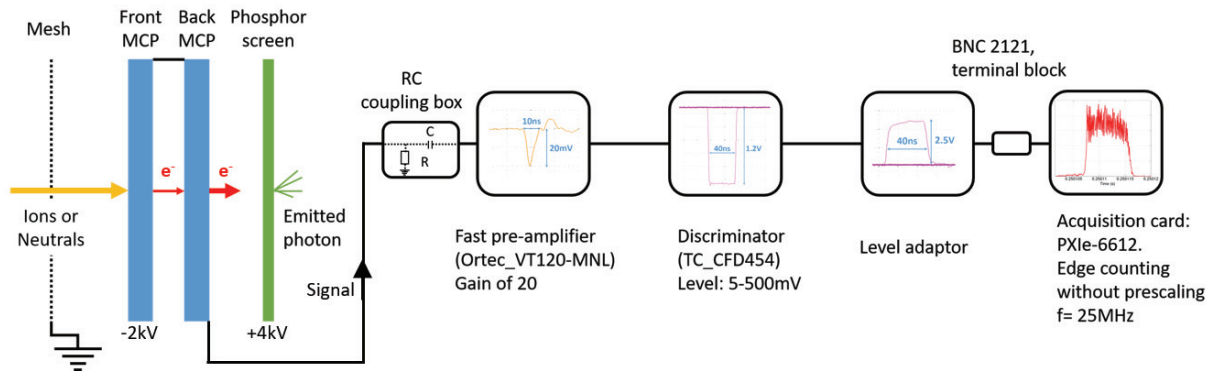 Mesh
Front
MCP
Back
MCP
Phosphor
screen
e-
e-
Ions or
Neutrals
Emitted
photon
-2kV
+4kV
Signal
RC
coupling box
C
R
10ns
20mV
Fast pre-amplifier
(Ortec_VT120-MNL)
Gain of 20
40ns
1.2V
Discriminator
(TC_CFD454)
Level: 5-500mV
40ns
2.5V
Level adaptor
BNC 2121,
terminal block
Time (s)
Acquisition card:
PXIe-6612.
Edge counting
without prescaling
f= 25MHz